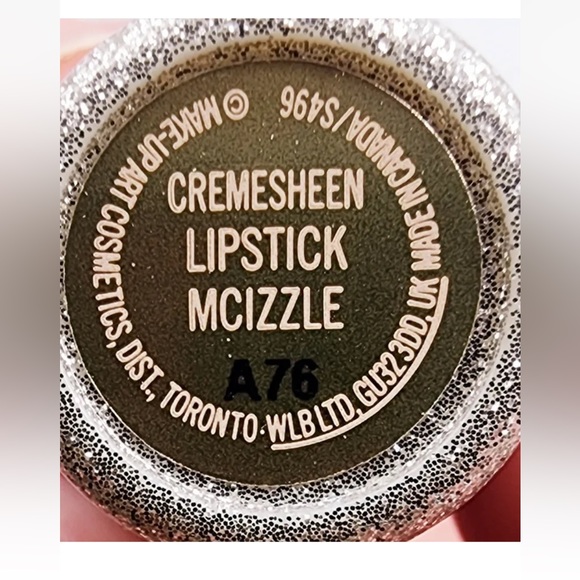 CREMESHEEN
LIPSTICK
MCIZZLE
A76
© MAKE-UP ART COSMETICS, DIST., TORONTO·WLB LTD, GU32 3DD, UK MADE IN CANADA/S496